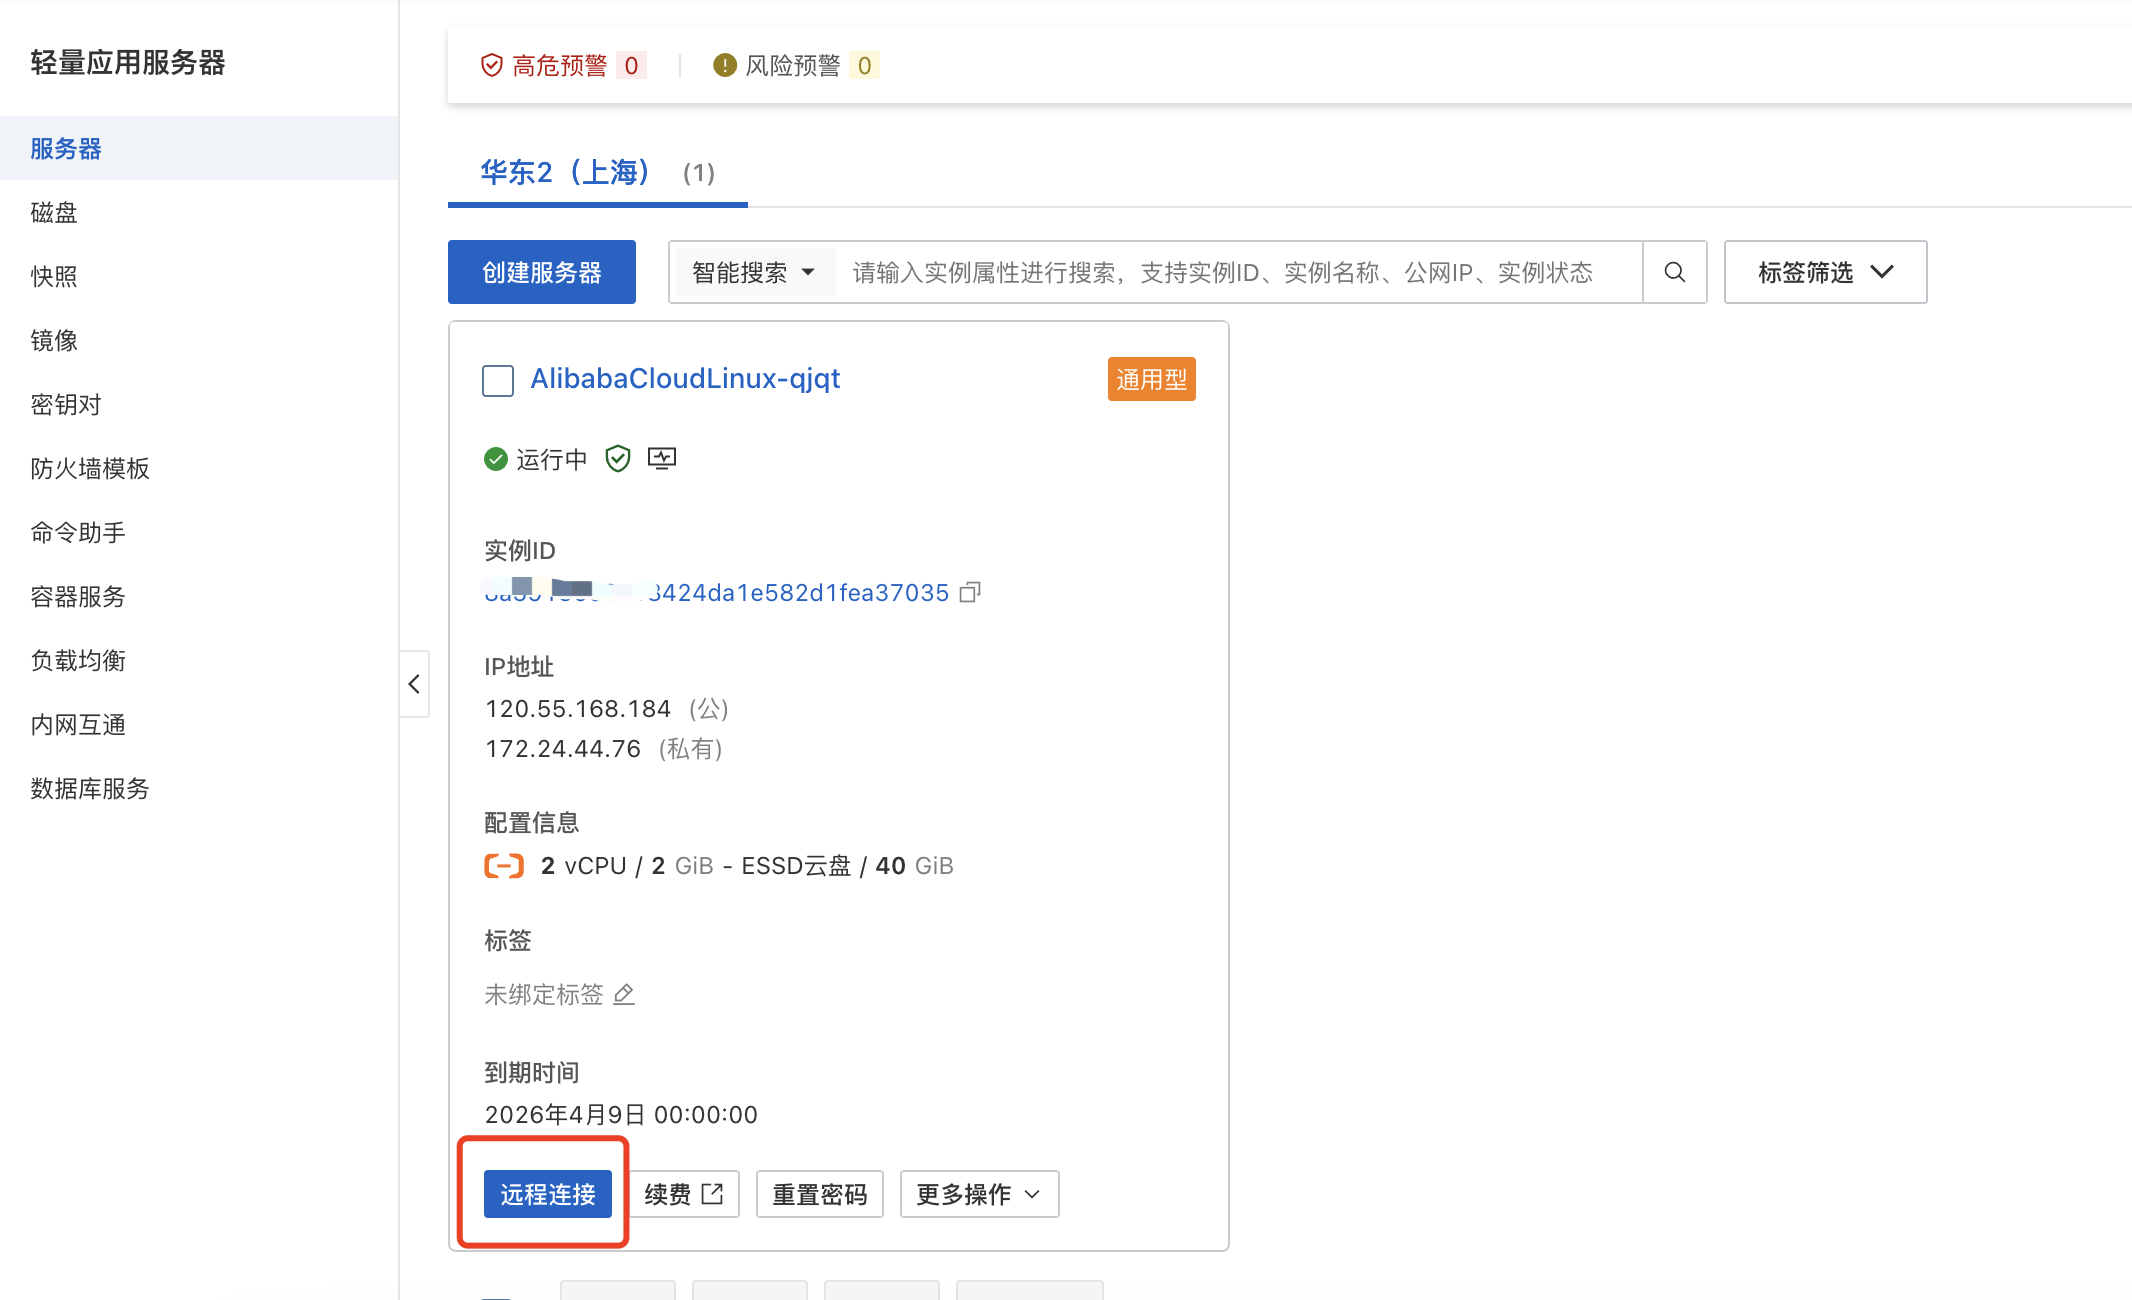 轻量应用服务器
服务器
磁盘
快照
镜像
密钥对
防火墙模板
命令助手
容器服务
负载均衡
内网互通
数据库服务
高危预警 0
风险预警 0
华东2（上海） (1)
创建服务器
智能搜索 请输入实例属性进行搜索，支持实例ID、实例名称、公网IP、实例状态
标签筛选
AlibabaCloudLinux-qjqt
通用型
运行中
实例ID
8424da1e582d1fea37035
IP地址
120.55.168.184 (公)
172.24.44.76 (私有)
配置信息
2 vCPU / 2 GiB - ESSD云盘 / 40 GiB
标签
未绑定标签
到期时间
2026年4月9日 00:00:00
远程连接 续费 重置密码 更多操作